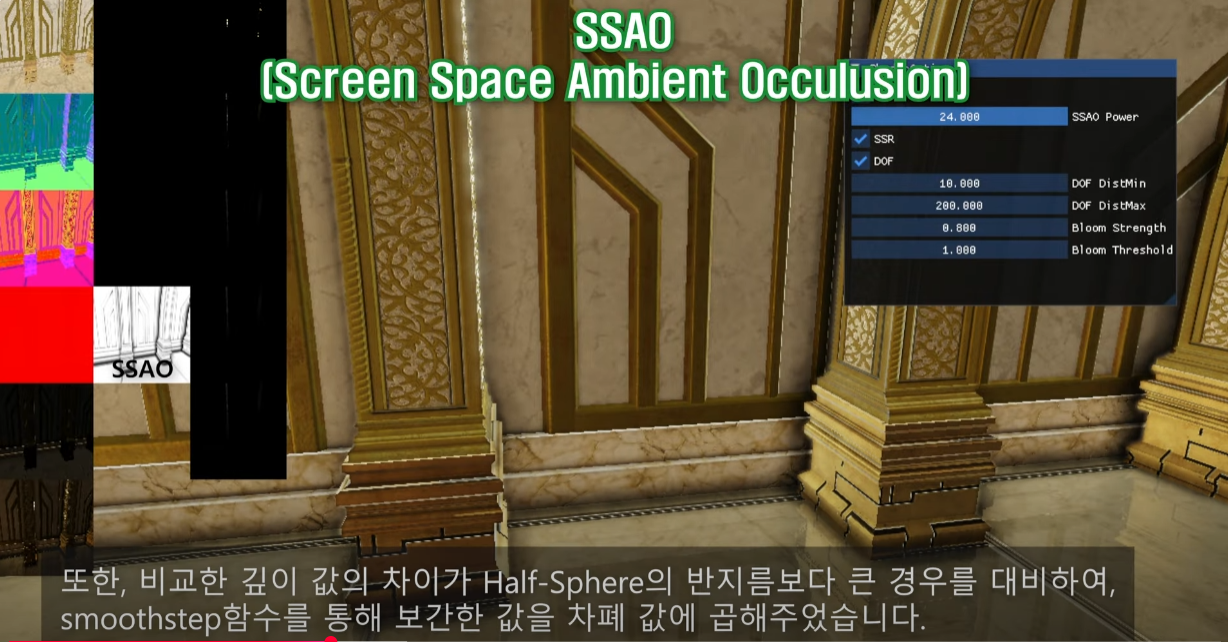 SSAO
(Screen Space Ambient Occulusion)
24.000 SSAO Power
SSR
DOF
10.000 DOF DistMin
200.000 DOF DistMax
0.800 Bloom Strength
1.000 Bloom Threshold
SSAO
또한, 비교한 깊이 값의 차이가 Half-Sphere의 반지름보다 큰 경우를 대비하여,
smoothstep함수를 통해 보간한 값을 차폐 값에 곱해주었습니다.